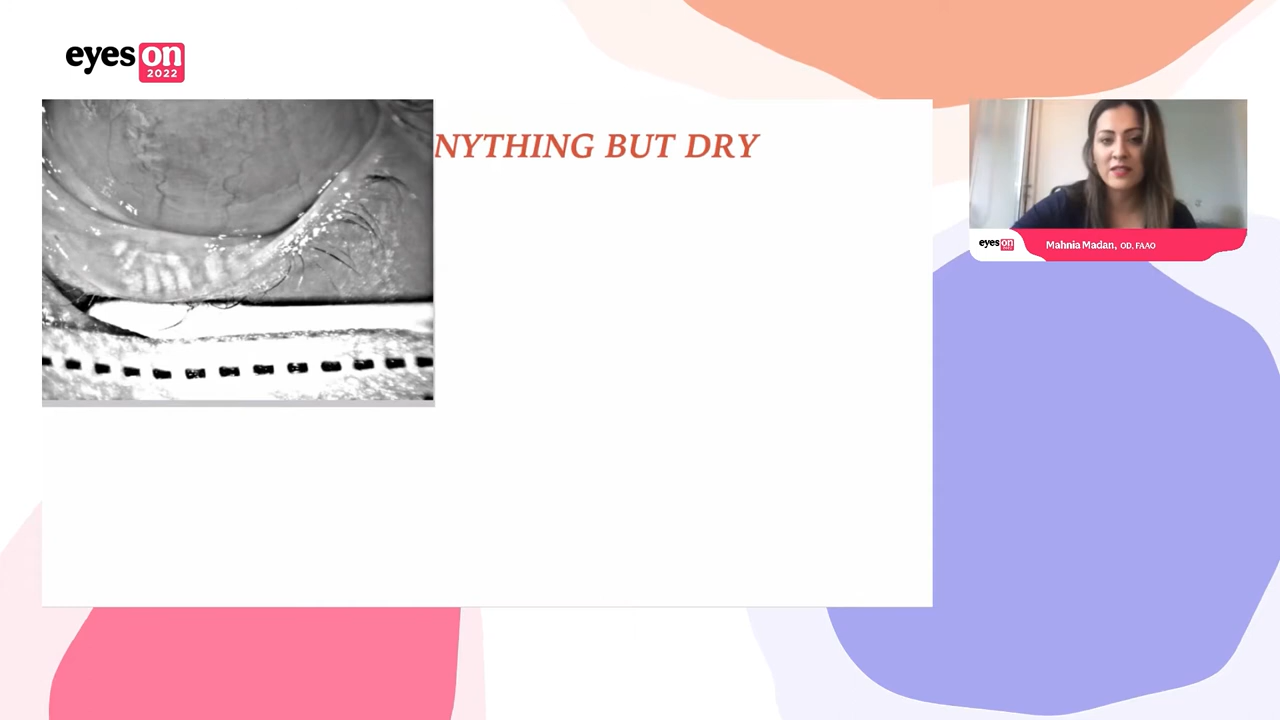 eyes on
2022
NYTHING BUT DRY
eyes on
Mahnia Madan, OD, FAAO